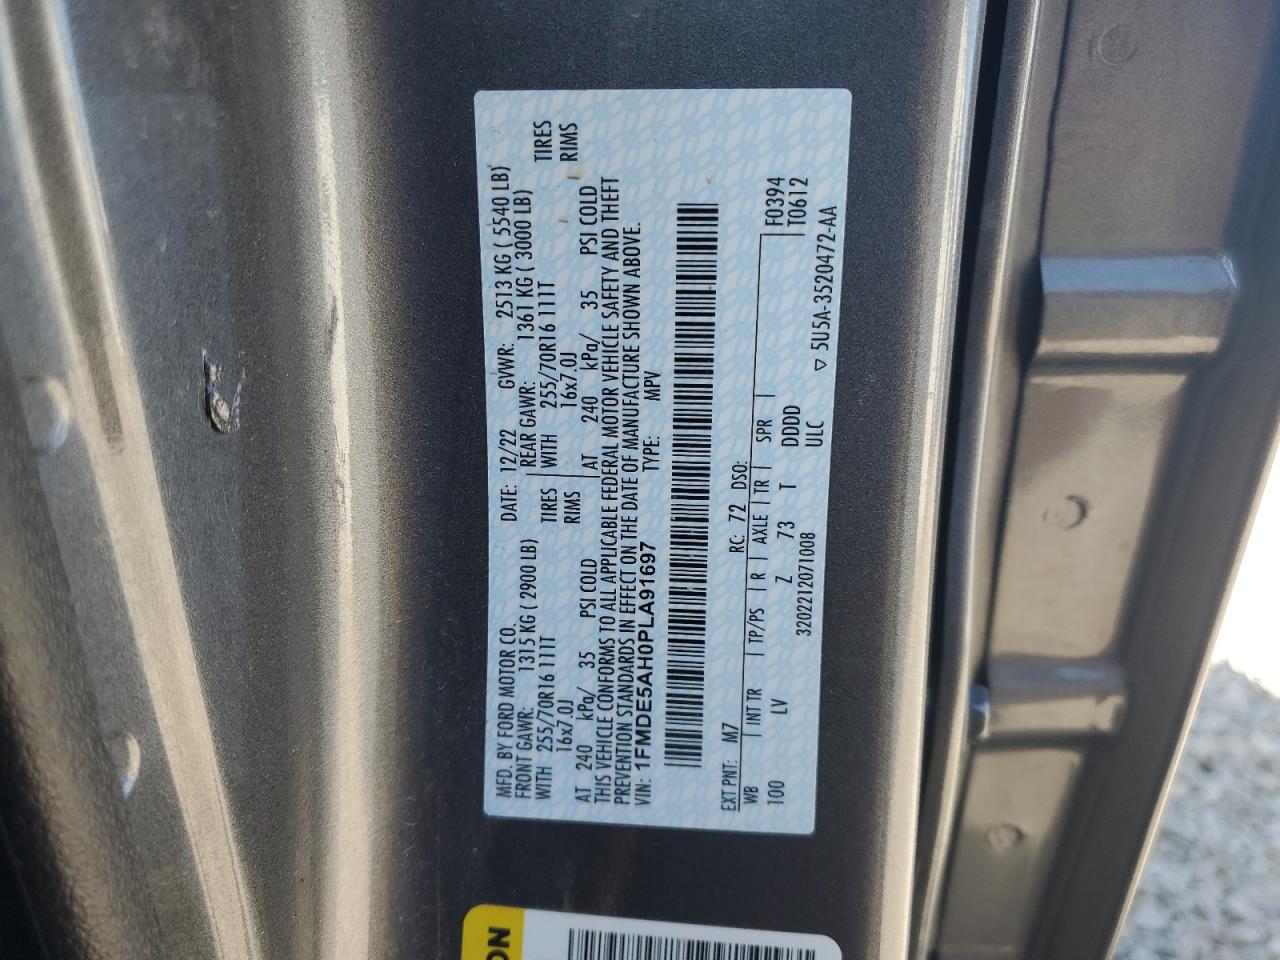 MFD. BY FORD MOTOR CO.
DATE: 12/22 GVWR: 2513 KG ( 5540 LB)
FRONT GAWR: 1315 KG ( 2900 LB) REAR GAWR: 1361 KG ( 3000 LB)
WITH 255/70R16 111T TIRES WITH 255/70R16 111T TIRES
16x7.0J RIMS 16x7.0J RIMS
AT 240 kPa/ 35 PSI COLD AT 240 kPa/ 35 PSI COLD
THIS VEHICLE CONFORMS TO ALL APPLICABLE FEDERAL MOTOR VEHICLE SAFETY AND THEFT
PREVENTION STANDARDS IN EFFECT ON THE DATE OF MANUFACTURE SHOWN ABOVE.
VIN: 1FMDE5AH0PLA91697 TYPE: MPV
EXT PNT: M7 RC: 72 DSO:
WB INT TR TP/PS R AXLE TR SPR F0394
100 LV Z 73 T DDDD T0612
3202212071008 ULC
▽ 5U5A-3520472-AA
ON